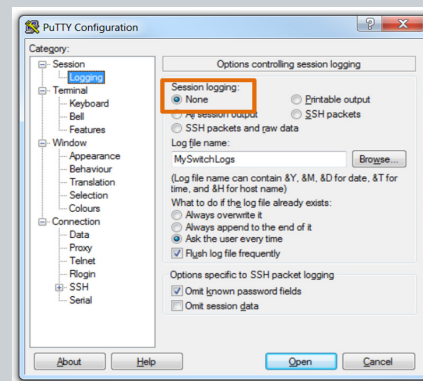 PuTTY Configuration
Category:
Session
Logging
Terminal
Keyboard
Bell
Features
Window
Appearance
Behaviour
Translation
Selection
Colours
Connection
Data
Proxy
Telnet
Rlogin
SSH
Serial
Options controlling session logging
Session logging:
None
Printable output
All session output
SSH packets
SSH packets and raw data
Log file name:
MySwitchLogs
Browse...
(Log file name can contain &Y, &M, &D for date, &T for
time, and &H for host name)
What to do if the log file already exists:
Always overwrite it
Always append to the end of it
Ask the user every time
Flush log file frequently
Options specific to SSH packet logging
Omit known password fields
Omit session data
About
Help
Open
Cancel